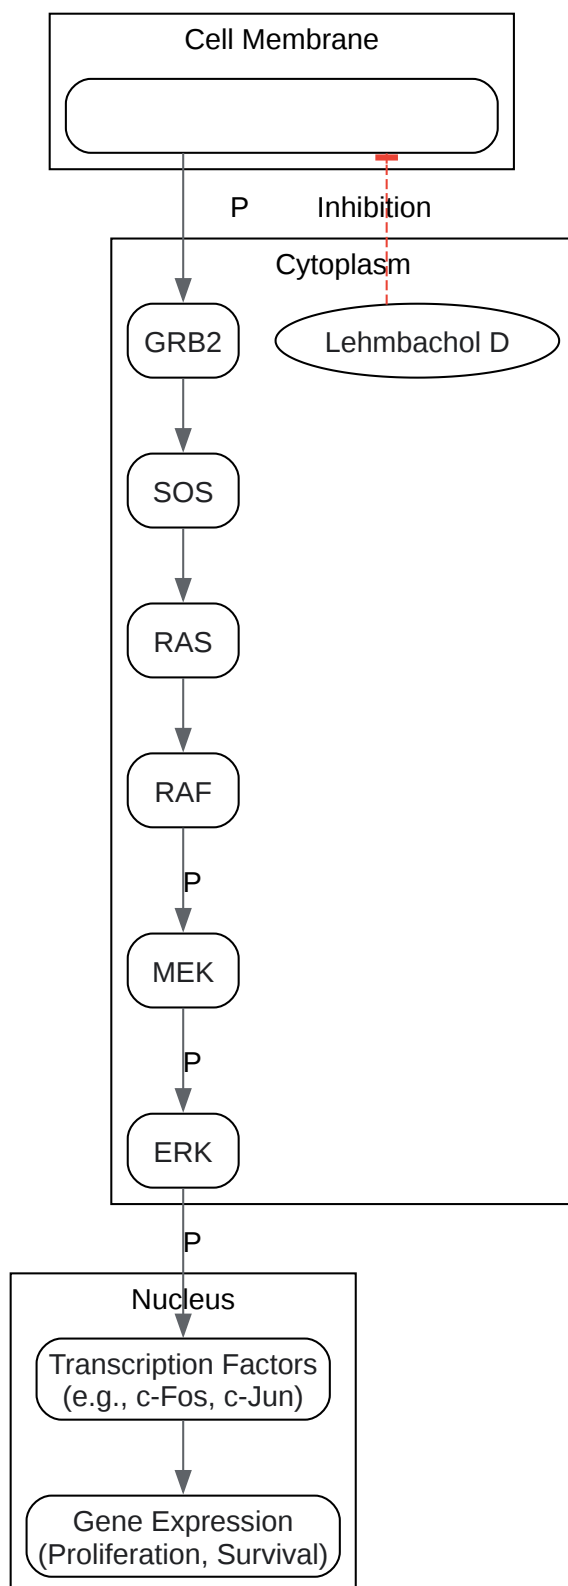 Cell Membrane
P
Inhibition
Cytoplasm
GRB2
Lehmbachol D
SOS
RAS
RAF
P
MEK
P
ERK
P
Nucleus
Transcription Factors
(e.g., c-Fos, c-Jun)
Gene Expression
(Proliferation, Survival)